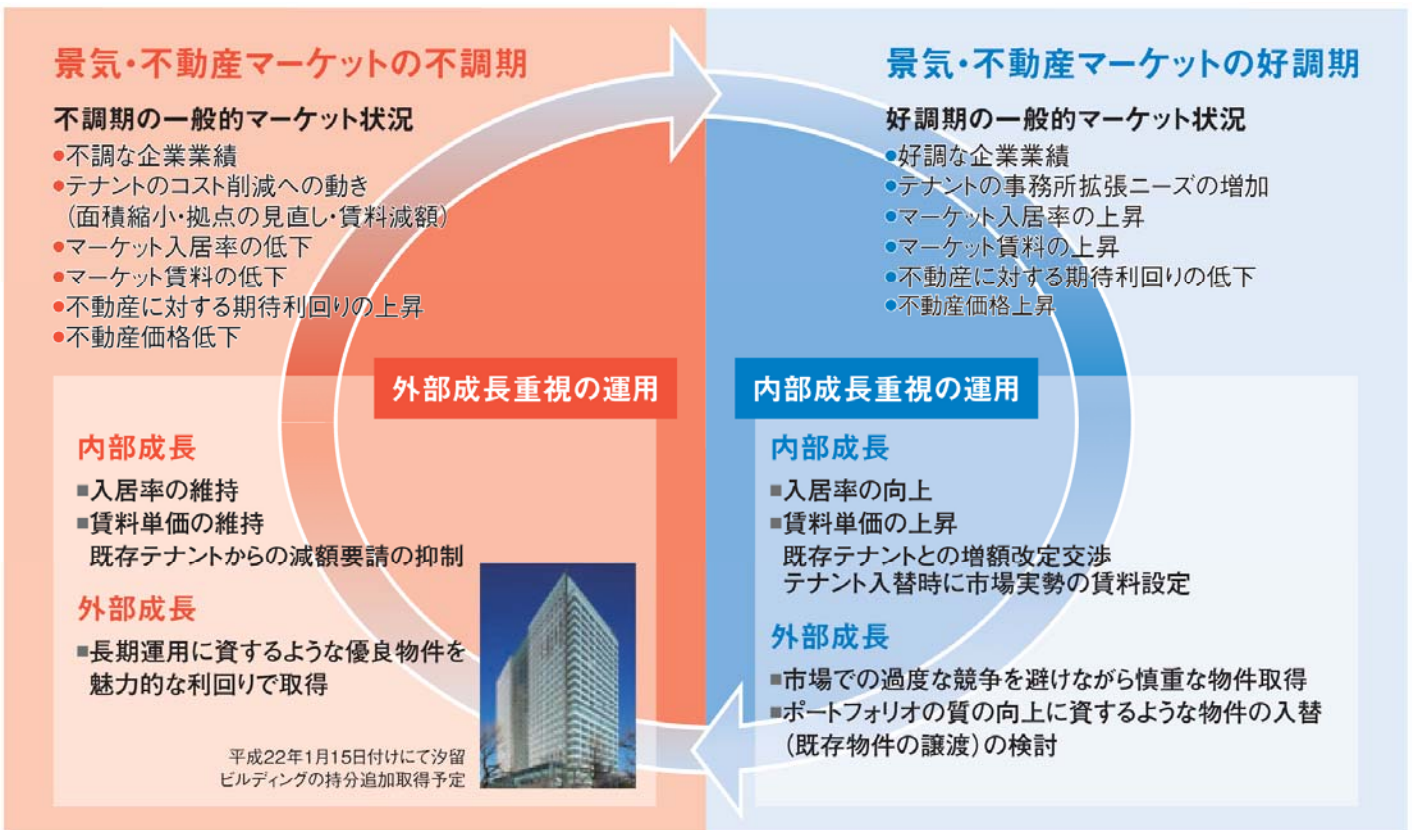 景気・不動産マーケットの不調期
不調期の一般的マーケット状況
●不調な企業業績
●テナントのコスト削減への動き
（面積縮小・拠点の見直し・賃料減額）
●マーケット入居率の低下
●マーケット賃料の低下
●不動産に対する期待利回りの上昇
●不動産価格低下
外部成長重視の運用
内部成長
■入居率の維持
■賃料単価の維持
既存テナントからの減額要請の抑制
外部成長
■長期運用に資するような優良物件を
魅力的な利回りで取得
平成22年1月15日付けにて汐留
ビルディングの持分追加取得予定
景気・不動産マーケットの好調期
好調期の一般的マーケット状況
●好調な企業業績
●テナントの事務所拡張ニーズの増加
●マーケット入居率の上昇
●マーケット賃料の上昇
●不動産に対する期待利回りの低下
●不動産価格上昇
内部成長重視の運用
内部成長
■入居率の向上
■賃料単価の上昇
既存テナントとの増額改定交渉
テナント入替時に市場実勢の賃料設定
外部成長
■市場での過度な競争を避けながら慎重な物件取得
■ポートフォリオの質の向上に資するような物件の入替
（既存物件の譲渡）の検討